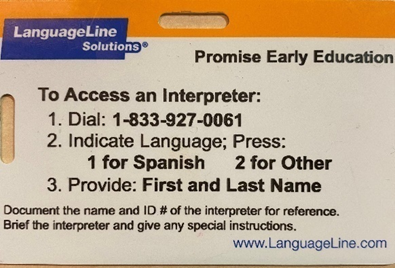 LanguageLine
Solutions®
Promise Early Education
To Access an Interpreter:
1. Dial: 1-833-927-0061
2. Indicate Language; Press:
1 for Spanish 2 for Other
3. Provide: First and Last Name
Document the name and ID # of the interpreter for reference.
Brief the interpreter and give any special instructions.
www.LanguageLine.com